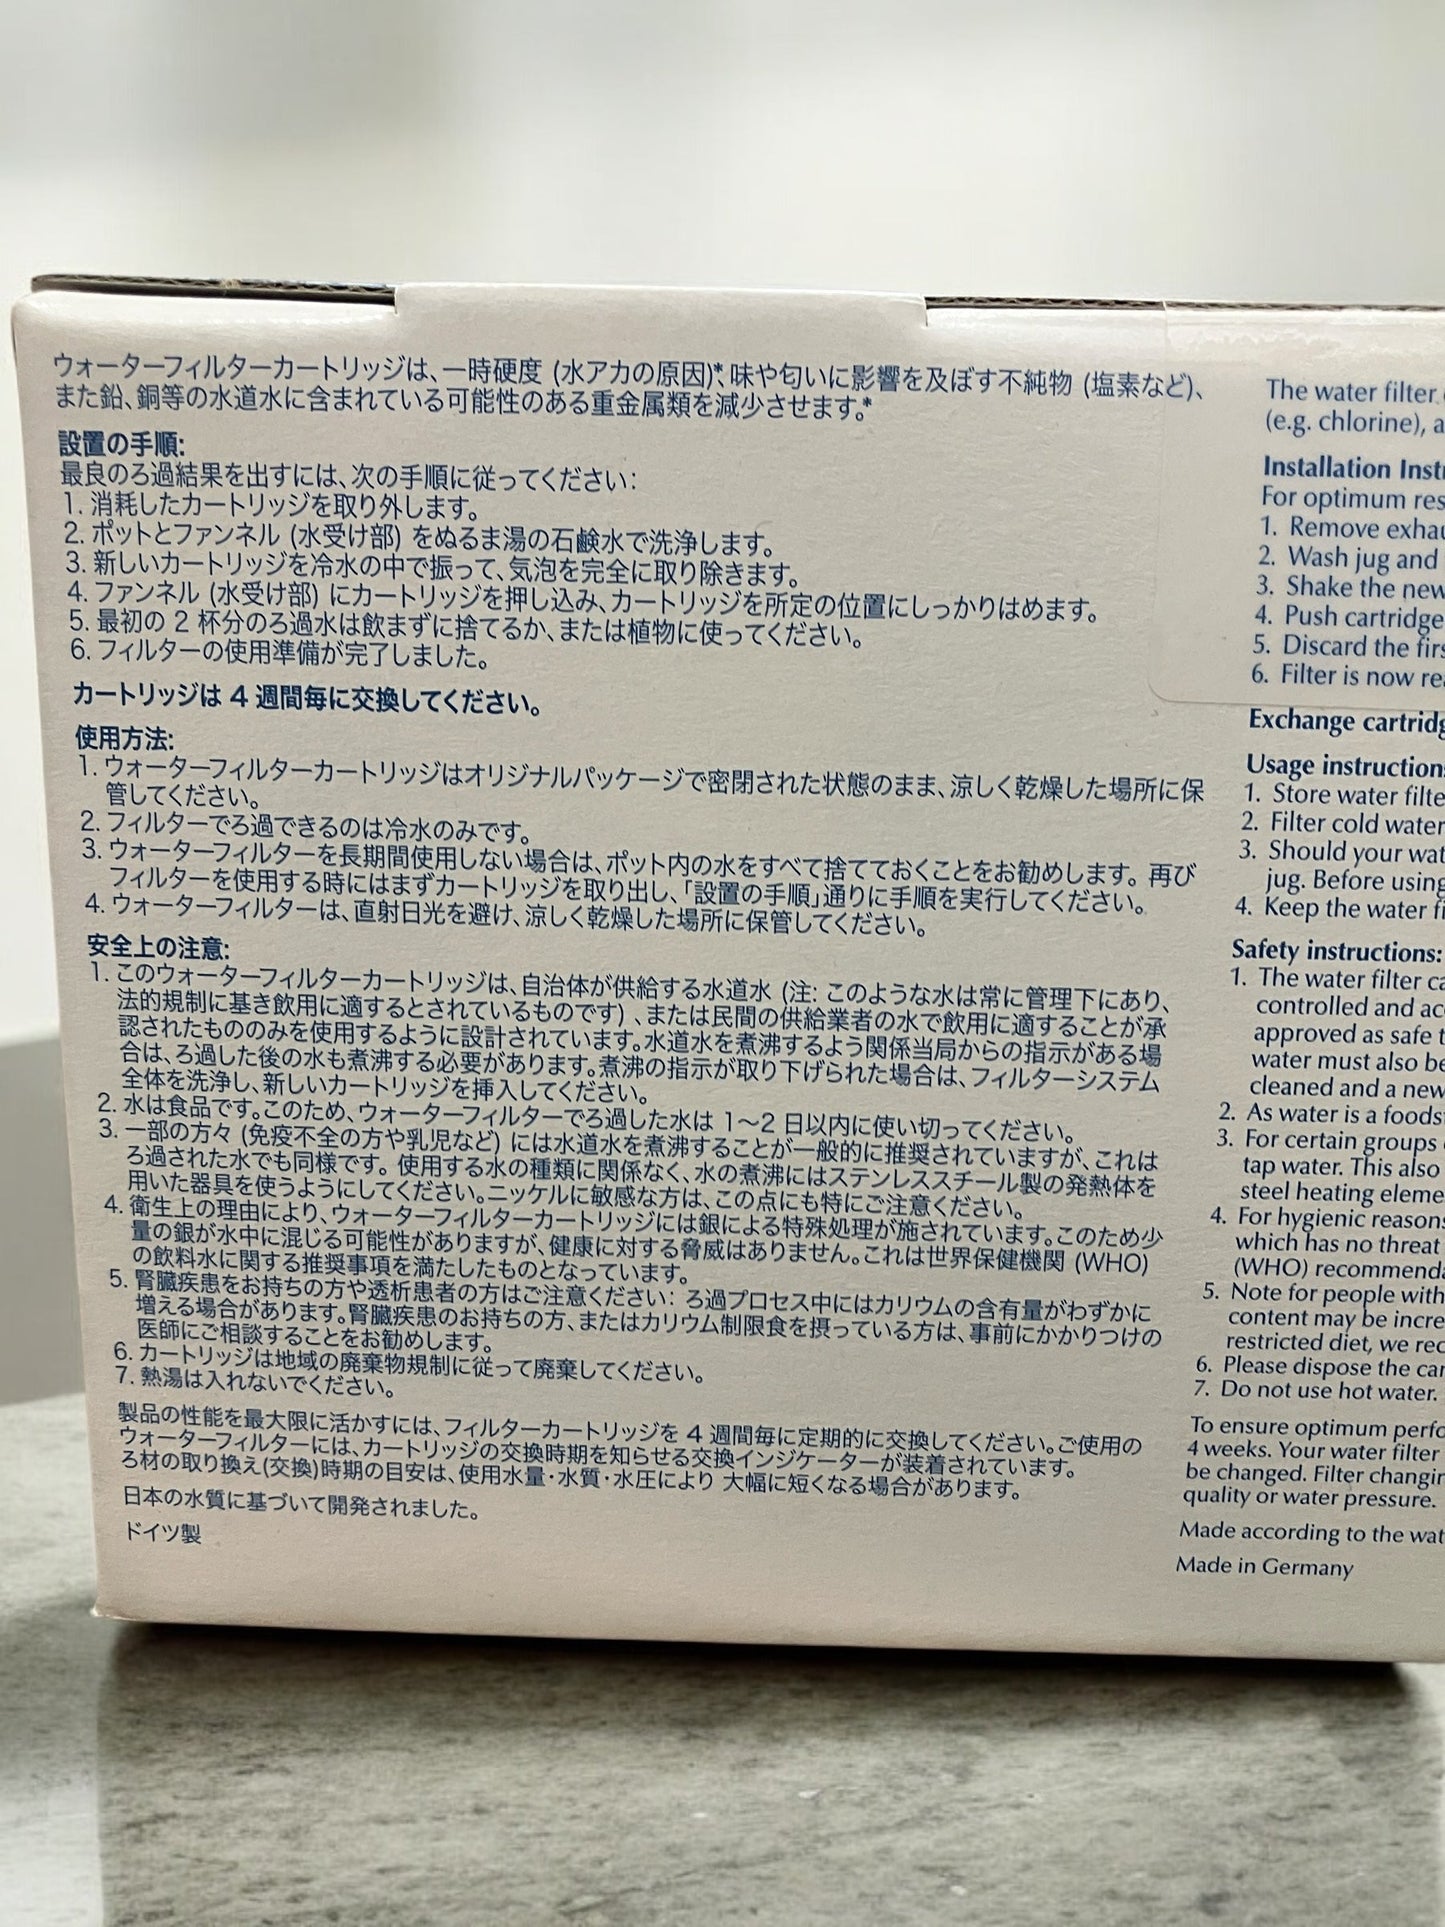 ウォーターフィルターカートリッジは、一時硬度 (水アカの原因)*、味や匂いに影響を及ぼす不純物 (塩素など)、
また鉛、銅等の水道水に含まれている可能性のある重金属類を減少させます。*
設置の手順:
最良のろ過結果を出すには、次の手順に従ってください:
1. 消耗したカートリッジを取り外します。
2. ポットとファンネル (水受け部) をぬるま湯の石鹸水で洗浄します。
3. 新しいカートリッジを冷水の中で振って、気泡を完全に取り除きます。
4. ファンネル (水受け部) にカートリッジを押し込み、カートリッジを所定の位置にしっかりはめます。
5. 最初の 2 杯分のろ過水は飲まずに捨てるか、または植物に使ってください。
6. フィルターの使用準備が完了しました。
カートリッジは 4 週間毎に交換してください。
使用方法:
1. ウォーターフィルターカートリッジはオリジナルパッケージで密閉された状態のまま、涼しく乾燥した場所に保
管してください。
2. フィルターでろ過できるのは冷水のみです。
3. ウォーターフィルターを長期間使用しない場合は、ポット内の水をすべて捨てておくことをお勧めします。再び
フィルターを使用する時にはまずカートリッジを取り出し、「設置の手順」通りに手順を実行してください。
4. ウォーターフィルターは、直射日光を避け、涼しく乾燥した場所に保管してください。
安全上の注意:
1. このウォーターフィルターカートリッジは、自治体が供給する水道水 (注: このような水は常に管理下にあり、
法的規制に基き飲用に適するとされているものです) 、または民間の供給業者の水で飲用に適することが承
認されたもののみを使用するように設計されています。水道水を煮沸するよう関係当局からの指示がある場
合は、ろ過した後の水も煮沸する必要があります。煮沸の指示が取り下げられた場合は、フィルターシステム
全体を洗浄し、新しいカートリッジを挿入してください。
2. 水は食品です。このため、ウォーターフィルターでろ過した水は 1～2 日以内に使い切ってください。
3. 一部の方々 (免疫不全の方や乳児など) には水道水を煮沸することが一般的に推奨されていますが、これは
ろ過された水でも同様です。使用する水の種類に関係なく、水の煮沸にはステンレススチール製の発熱体を
用いた器具を使うようにしてください。ニッケルに敏感な方は、この点にも特にご注意ください。
4. 衛生上の理由により、ウォーターフィルターカートリッジには銀による特殊処理が施されています。このため少
量の銀が水中に混じる可能性がありますが、健康に対する脅威はありません。これは世界保健機関 (WHO)
の飲料水に関する推奨事項を満たしたものとなっています。
5. 腎臓疾患をお持ちの方や透析患者の方はご注意ください: ろ過プロセス中にはカリウムの含有量がわずかに
増える場合があります。腎臓疾患のお持ちの方、またはカリウム制限食を摂っている方は、事前にかかりつけの
医師にご相談することをお勧めします。
6. カートリッジは地域の廃棄物規制に従って廃棄してください。
7. 熱湯は入れないでください。
製品の性能を最大限に活かすには、フィルターカートリッジを 4 週間毎に定期的に交換してください。ご使用の
ウォーターフィルターには、カートリッジの交換時期を知らせる交換インジケーターが装着されています。
ろ材の取り換え(交換)時期の目安は、使用水量・水質・水圧により 大幅に短くなる場合があります。
日本の水質に基づいて開発されました。
ドイツ製
The water filter
(e.g. chlorine), a
Installation Instr
For optimum res
1. Remove exhau
2. Wash jug and
3. Shake the new
4. Push cartridge
5. Discard the firs
6. Filter is now rea
Exchange cartridg
Usage instructions
1. Store water filte
2. Filter cold water
3. Should your wat
jug. Before using
4. Keep the water fi
Safety instructions:
1. The water filter ca
controlled and acc
approved as safe t
water must also be
cleaned and a new
2. As water is a foods
3. For certain groups
tap water. This also
steel heating eleme
4. For hygienic reasons
which has no threat
(WHO) recommenda
5. Note for people with
content may be incre
restricted diet, we rec
6. Please dispose the car
7. Do not use hot water.
To ensure optimum perfo
4 weeks. Your water filter
be changed. Filter changin
quality or water pressure.
Made according to the wat
Made in Germany